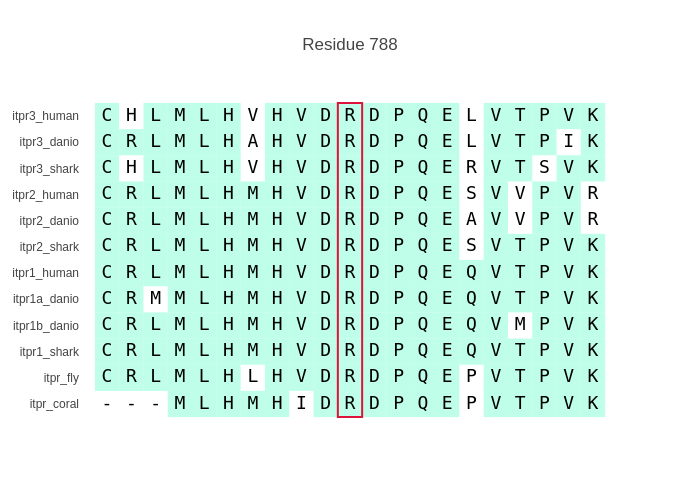 Residue 788
itpr3_human C H L M L H V H V D R D P Q E L V T P V K
itpr3_danio C R L M L H A H V D R D P Q E L V T P I K
itpr3_shark C H L M L H V H V D R D P Q E R V T S V K
itpr2_human C R L M L H M H V D R D P Q E S V V P V R
itpr2_danio C R L M L H M H V D R D P Q E A V V P V R
itpr2_shark C R L M L H M H V D R D P Q E S V T P V K
itpr1_human C R L M L H M H V D R D P Q E Q V T P V K
itpr1a_danio C R M M L H M H V D R D P Q E Q V T P V K
itpr1b_danio C R L M L H M H V D R D P Q E Q V M P V K
itpr1_shark C R L M L H M H V D R D P Q E Q V T P V K
itpr_fly C R L M L H L H V D R D P Q E P V T P V K
itpr_coral - - - M L H M H I D R D P Q E P V T P V K